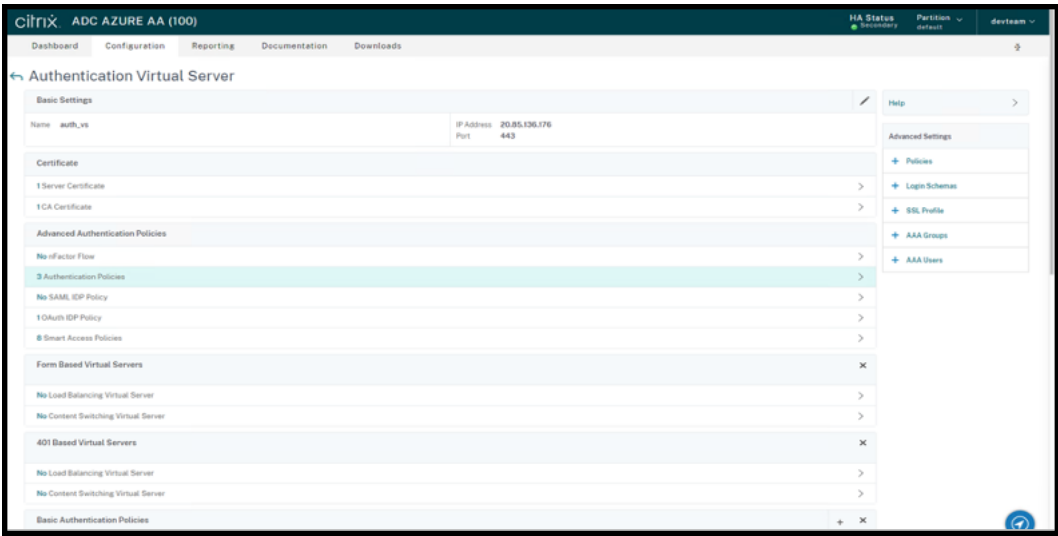 citrix. ADC AZURE AA (100)
HA Status
Secondary
Partition
default
devteam
Dashboard Configuration Reporting Documentation Downloads
Authentication Virtual Server
Basic Settings
Name auth_vs
IP Address 20.85.136.176
Port 443
Certificate
1 Server Certificate
1 CA Certificate
Advanced Authentication Policies
No nFactor Flow
3 Authentication Policies
No SAML IDP Policy
1 OAuth IDP Policy
8 Smart Access Policies
Form Based Virtual Servers
No Load Balancing Virtual Server
No Content Switching Virtual Server
401 Based Virtual Servers
No Load Balancing Virtual Server
No Content Switching Virtual Server
Basic Authentication Policies
Help
Advanced Settings
+ Policies
+ Login Schemas
+ SSL Profile
+ AAA Groups
+ AAA Users